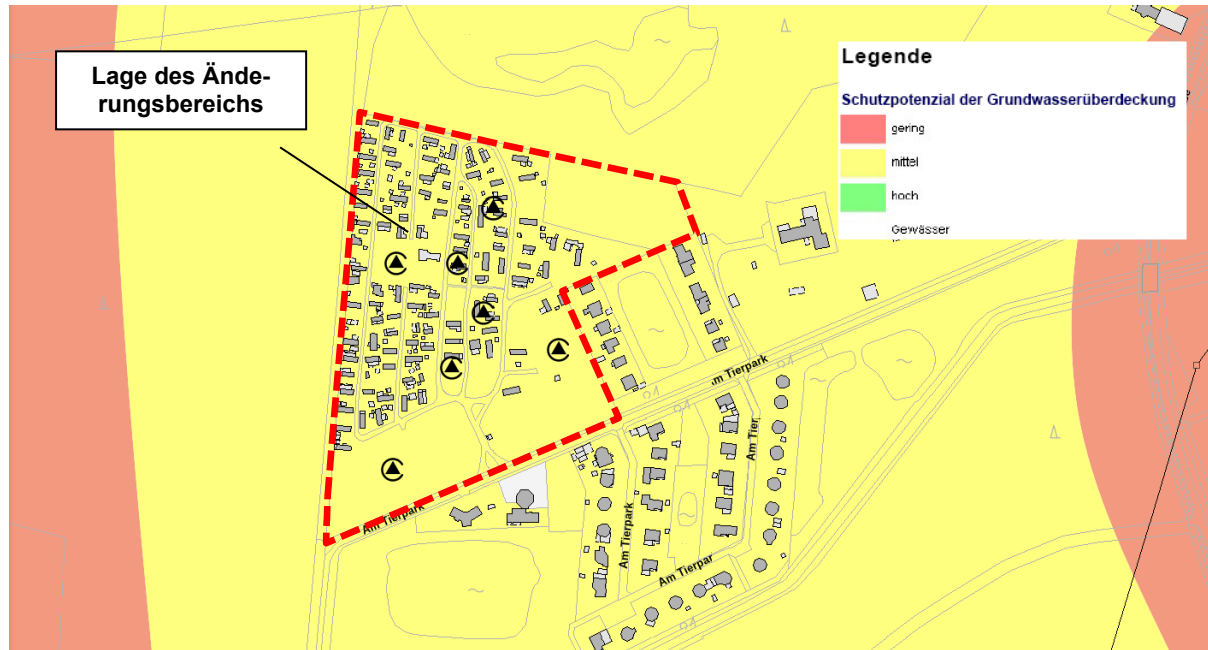 Lage des Ände-
rungsbereichs
Legende
Schutzpotenzial der Grundwasserüberdeckung
gering
mittel
hoch
Gewässer
Am Tierpark
Am Tier
Am Tierpark
Am Tierpark
Am Tierpar